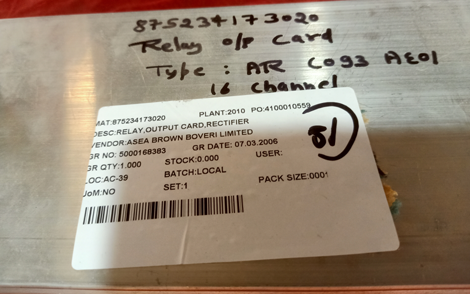 875234173020
Relay o/p card
Type : AR C093 AE01
16 channel
MAT:875234173020 PLANT:2010 PO:4100010559
DESC:RELAY,OUTPUT CARD,RECTIFIER
VENDOR:ASEA BROWN BOVERI LIMITED
GR NO: 5000168383 GR DATE: 07.03.2006
GR QTY:1.000 STOCK:0.000 USER:
LOC:AC-39 BATCH:LOCAL
UoM:NO SET:1 PACK SIZE:0001